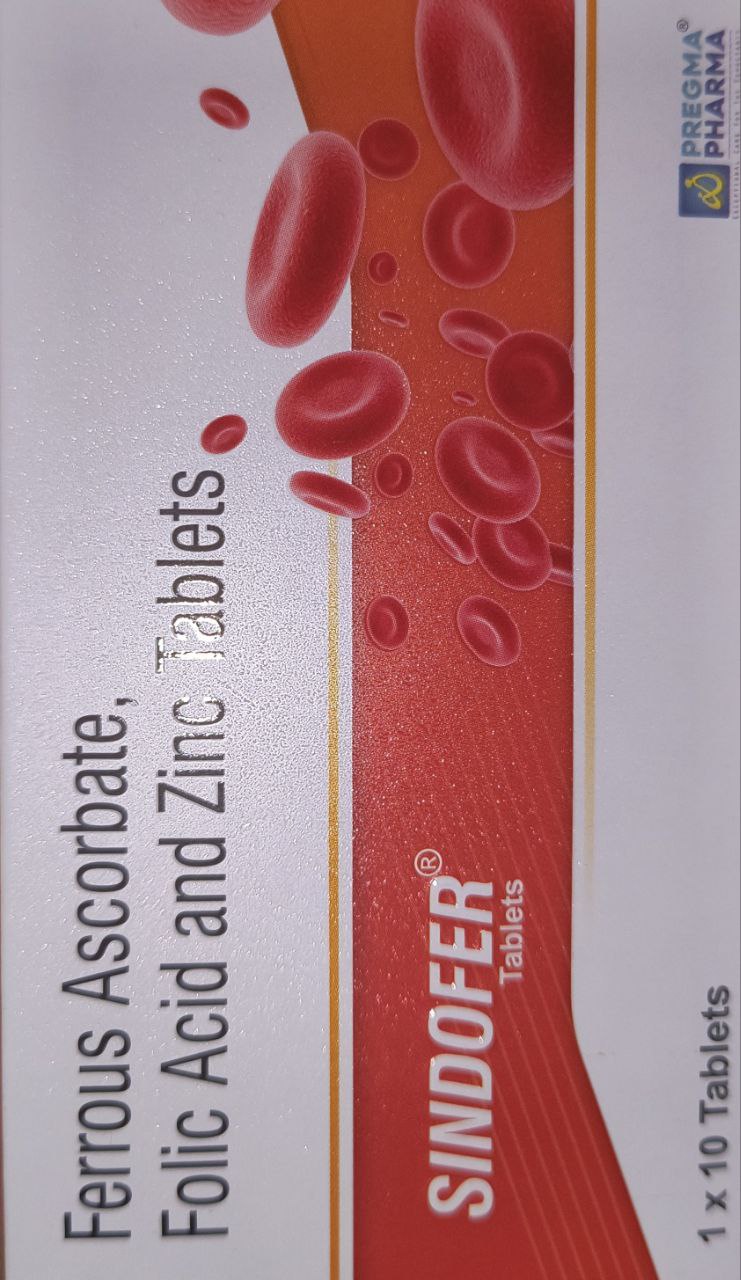 Ferrous Ascorbate,
Folic Acid and Zinc Tablets
SINDOFER®
Tablets
1 x 10 Tablets
PREGMA®
PHARMA